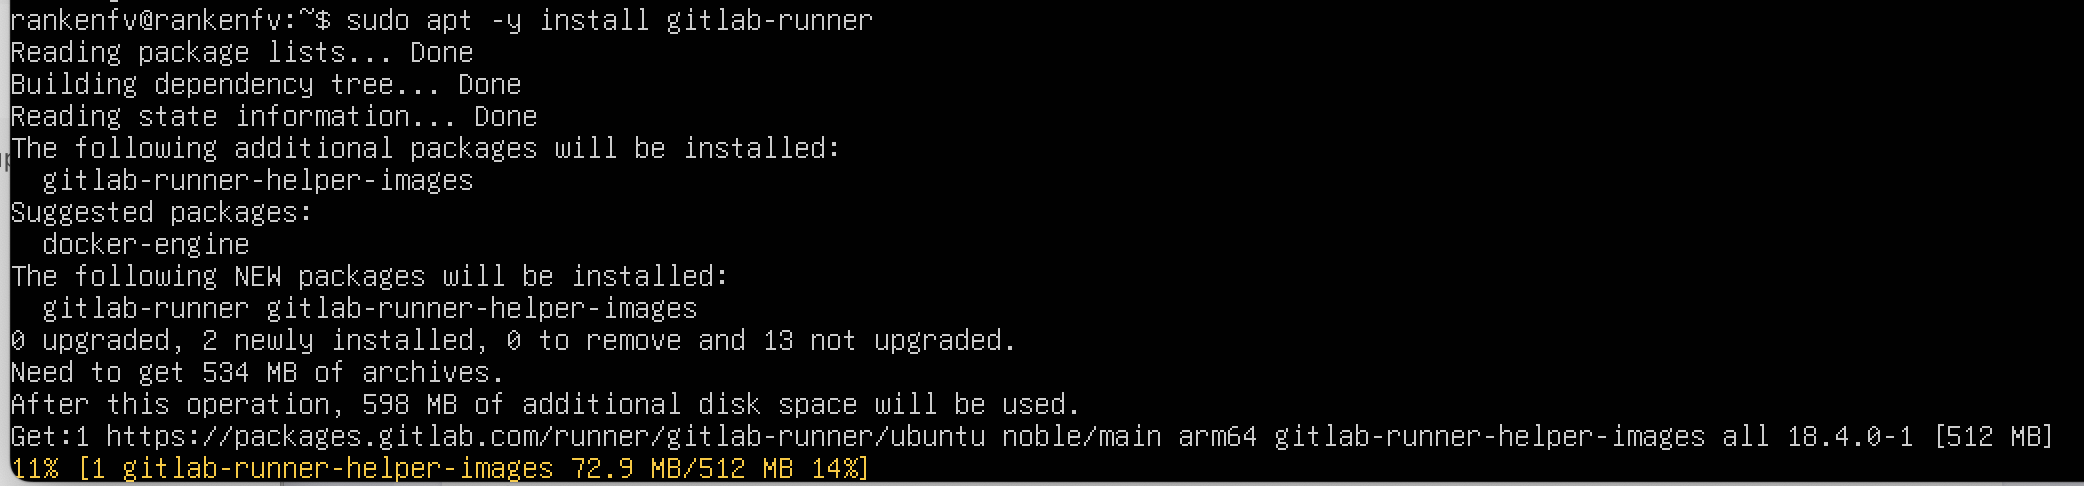 rankenfv@rankenfv:~$ sudo apt -y install gitlab-runner
Reading package lists... Done
Building dependency tree... Done
Reading state information... Done
The following additional packages will be installed:
  gitlab-runner-helper-images
Suggested packages:
  docker-engine
The following NEW packages will be installed:
  gitlab-runner gitlab-runner-helper-images
0 upgraded, 2 newly installed, 0 to remove and 13 not upgraded.
Need to get 534 MB of archives.
After this operation, 598 MB of additional disk space will be used.
Get:1 https://packages.gitlab.com/runner/gitlab-runner/ubuntu noble/main arm64 gitlab-runner-helper-images all 18.4.0-1 [512 MB]
11% [1 gitlab-runner-helper-images 72.9 MB/512 MB 14%]